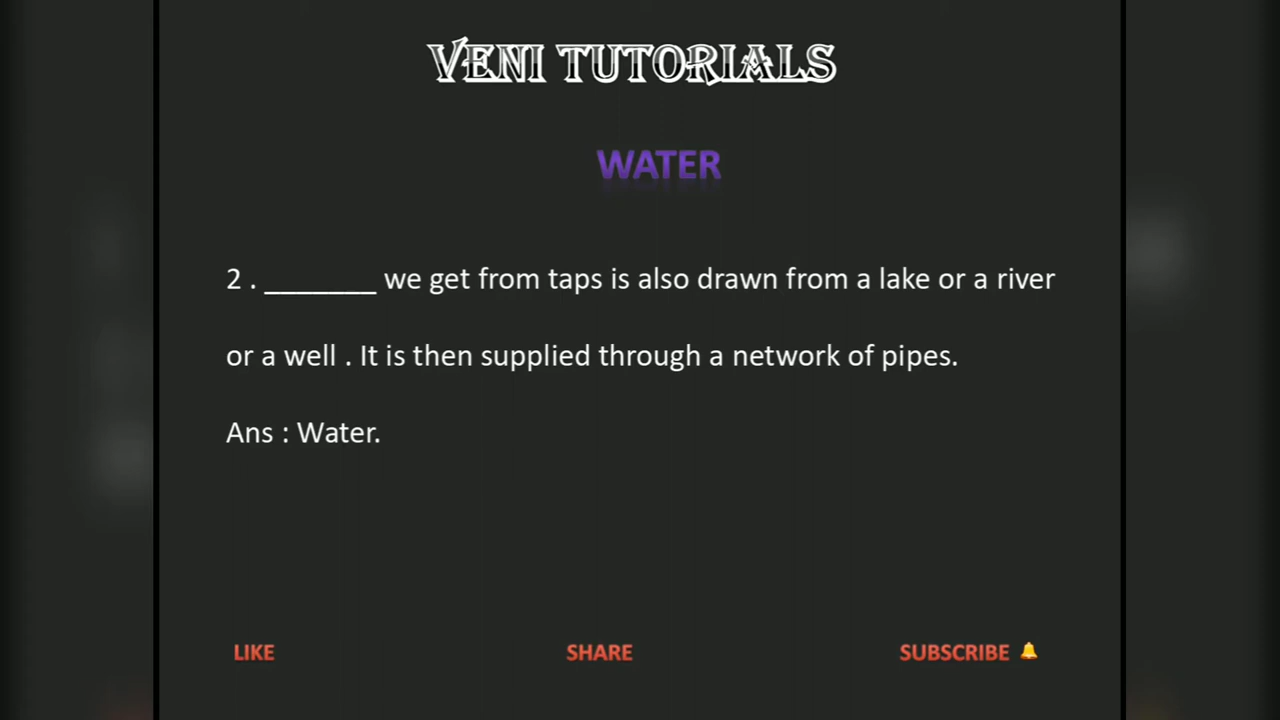 VENI TUTORIALS
WATER
2 . _______ we get from taps is also drawn from a lake or a river
or a well . It is then supplied through a network of pipes.
Ans : Water.
LIKE SHARE SUBSCRIBE 🔔